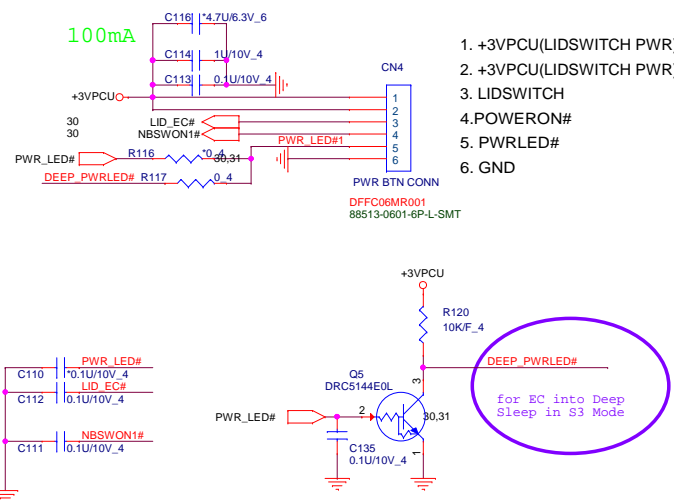 C116 *4.7U/6.3V_6
100mA
C114 1U/10V_4
C113 0.1U/10V_4
CN4
+3VPCU
1
2
3
4
5
6
30 LID_EC#
30 NBSWON1#
PWR_LED#1
PWR_LED# R116 *0_4
30,31
DEEP_PWRLED# R117 0_4
PWR BTN CONN
DFFC06MR001
88513-0601-6P-L-SMT
1. +3VPCU(LIDSWITCH PWR)
2. +3VPCU(LIDSWITCH PWR)
3. LIDSWITCH
4.POWERON#
5. PWRLED#
6. GND
+3VPCU
R120
10K/F_4
PWR_LED#
C110 *0.1U/10V_4
LID_EC#
C112 0.1U/10V_4
NBSWON1#
C111 0.1U/10V_4
Q5
DRC5144E0L
3
DEEP_PWRLED#
PWR_LED#
2
30,31
1
C135
0.1U/10V_4
for EC into Deep
Sleep in S3 Mode